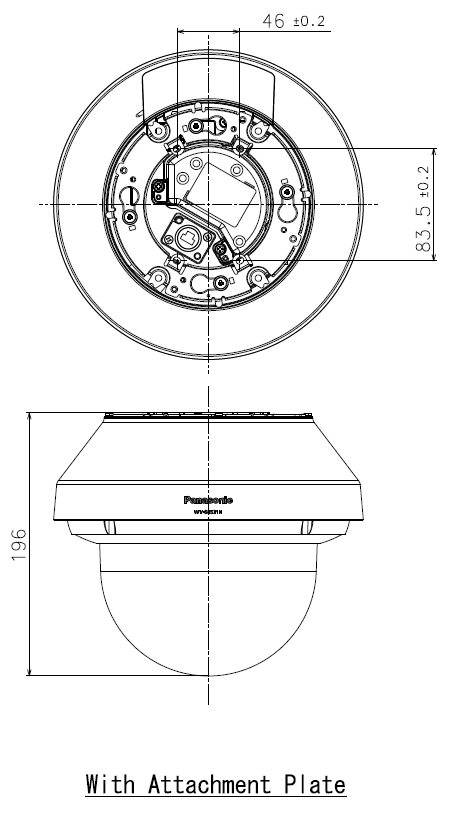 46 ±0.2
83.5 ±0.2
Panasonic
196
With Attachment Plate